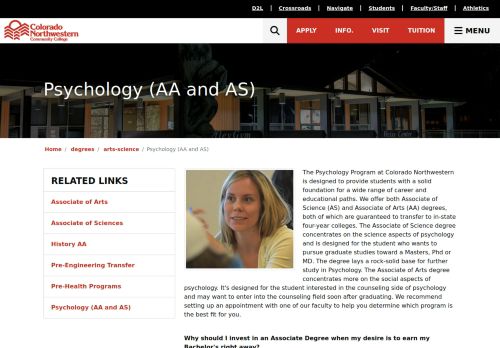 D2L | Crossroads | Navigate | Students | Faculty/Staff | Athletics
Colorado
Northwestern
Community College
APPLY INFO. VISIT TUITION MENU
Psychology (AA and AS)
Home / degrees / arts-science / Psychology (AA and AS)
RELATED LINKS
Associate of Arts
Associate of Sciences
History AA
Pre-Engineering Transfer
Pre-Health Programs
Psychology (AA and AS)
The Psychology Program at Colorado Northwestern
is designed to provide students with a solid
foundation for a wide range of career and
educational paths. We offer both Associate of
Science (AS) and Associate of Arts (AA) degrees,
both of which are guaranteed to transfer to in-state
four-year colleges. The Associate of Science degree
concentrates on the science aspects of psychology
and is designed for the student who wants to
pursue graduate studies toward a Masters, Phd or
MD. The degree lays a rock-solid base for further
study in Psychology. The Associate of Arts degree
concentrates more on the social aspects of
psychology. It's designed for the student interested in the counseling side of psychology
and may want to enter into the counseling field soon after graduating. We recommend
setting up an appointment with one of our faculty to help you determine which program is
the best fit for you.
Why should I invest in an Associate Degree when my desire is to earn my
Bachelor's right away?